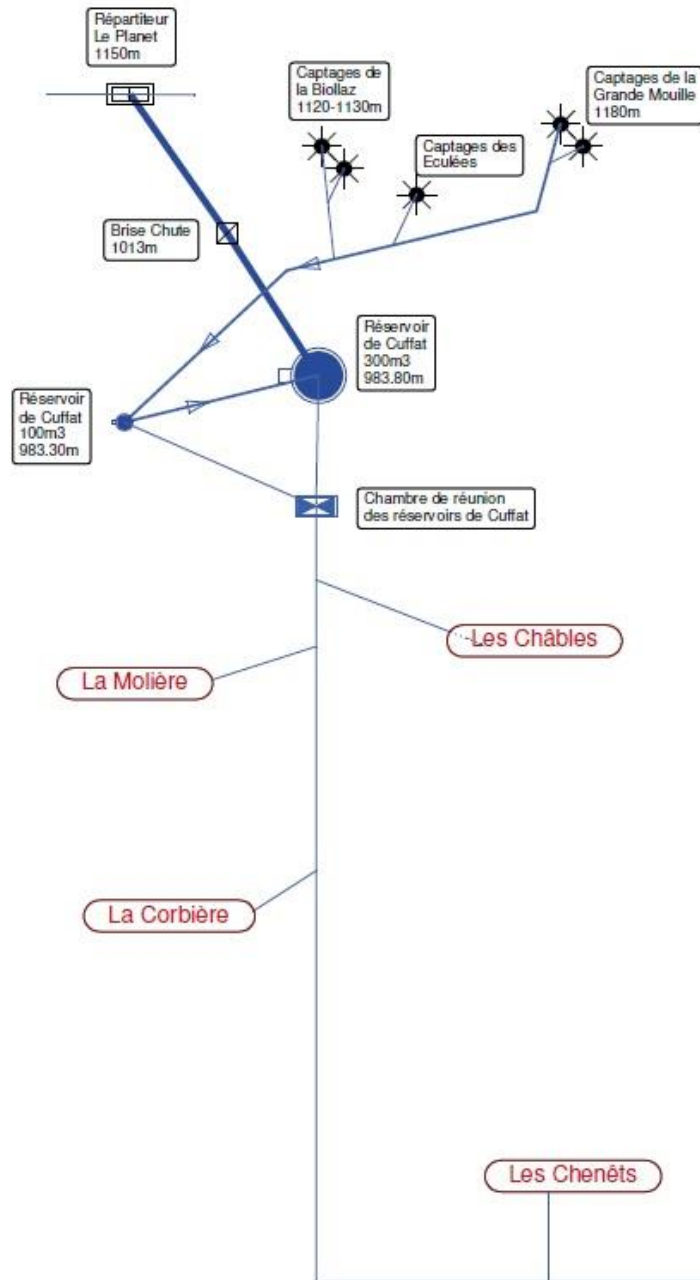 Répartiteur
Le Planet
1150m
Captages de
la Biollaz
1120-1130m
Captages de la
Grande Mouille
1180m
Captages des
Eculées
Brise Chute
1013m
Réservoir
de Cuffat
300m3
983.80m
Réservoir
de Cuffat
100m3
983.30m
Chambre de réunion
des réservoirs de Cuffat
Les Châbles
La Molière
La Corbière
Les Chenêts